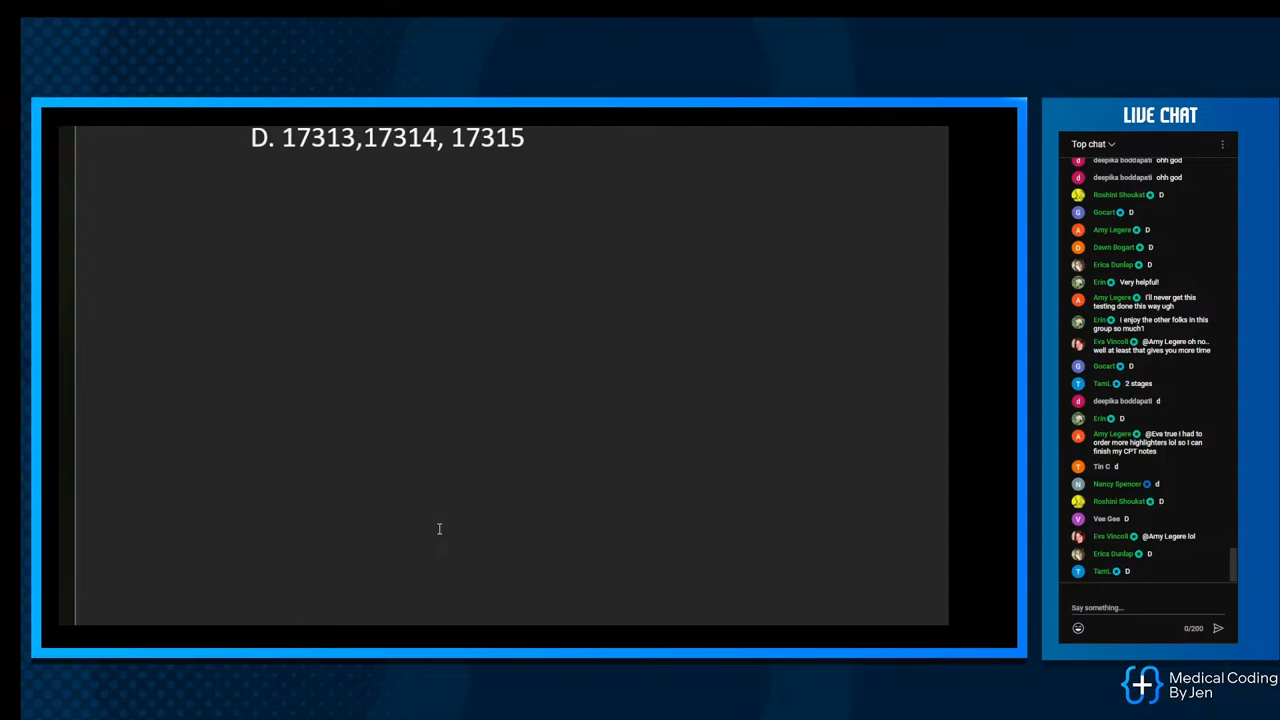 D. 17313,17314, 17315
LIVE CHAT
Top chat
deepika boddapati ohh god
deepika boddapati ohh god
Roshini Shoukat D
G Gocart D
A Amy Legere D
D Dawn Bogart D
Erica Dunlap D
Erin Very helpful!
A Amy Legere I'll never get this
testing done this way ugh
Erin I enjoy the other folks in this
group so much1
Eva Vincoli @Amy Legere oh no..
well at least that gives you more time
G Gocart D
T TamL 2 stages
d deepika boddapati d
Erin D
A Amy Legere @Eva true I had to
order more highlighters lol so I can
finish my CPT notes
T Tin C d
N Nancy Spencer d
Roshini Shoukat D
V Vee Gee D
Eva Vincoli @Amy Legere lol
Erica Dunlap D
T TamL D
Say something...
0/200
Medical Coding
By Jen